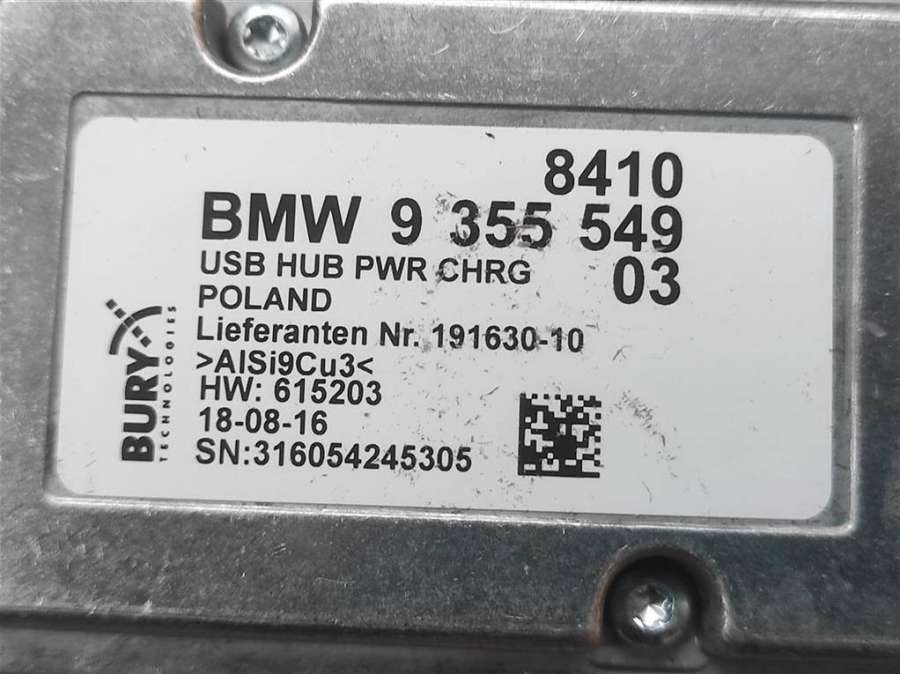 8410
BMW 9 355 549
USB HUB PWR CHRG 03
POLAND
Lieferanten Nr. 191630-10
>AlSi9Cu3<
HW: 615203
18-08-16
SN:316054245305
BURY
TECHNOLOGIES